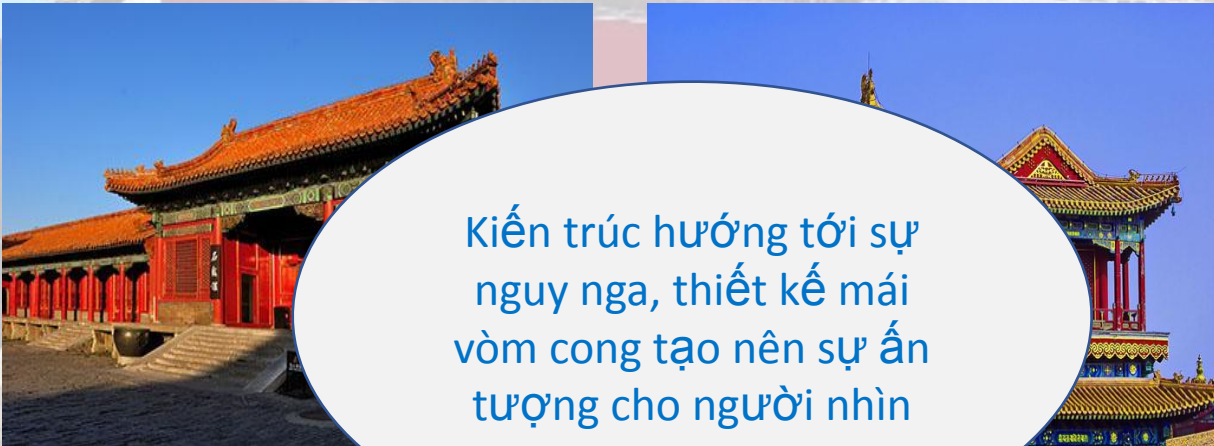 Kiến trúc hướng tới sự
nguy nga, thiết kế mái
vòm cong tạo nên sự ấn
tượng cho người nhìn